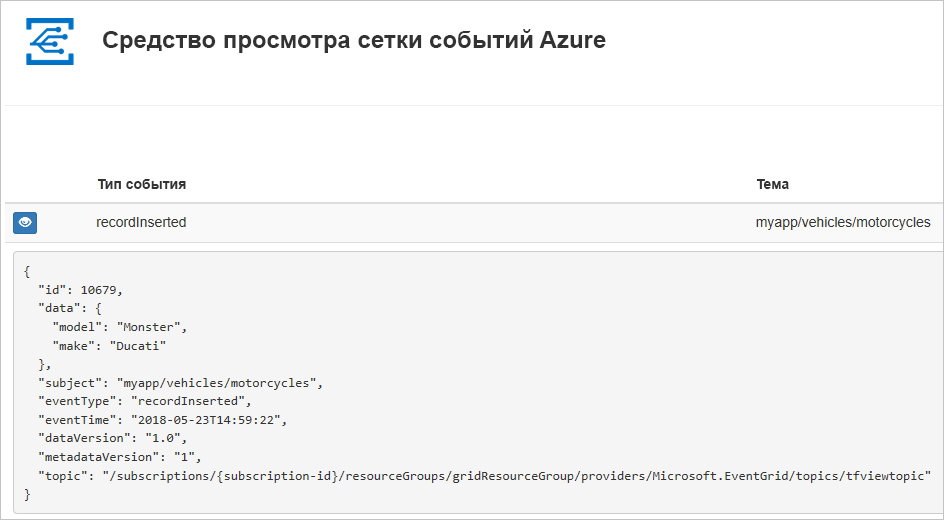 Средство просмотра сетки событий Azure
Тип события Тема
recordInserted myapp/vehicles/motorcycles
{
  "id": 10679,
  "data": {
    "model": "Monster",
    "make": "Ducati"
  },
  "subject": "myapp/vehicles/motorcycles",
  "eventType": "recordInserted",
  "eventTime": "2018-05-23T14:59:22",
  "dataVersion": "1.0",
  "metadataVersion": "1",
  "topic": "/subscriptions/{subscription-id}/resourceGroups/gridResourceGroup/providers/Microsoft.EventGrid/topics/tfviewtopic"
}